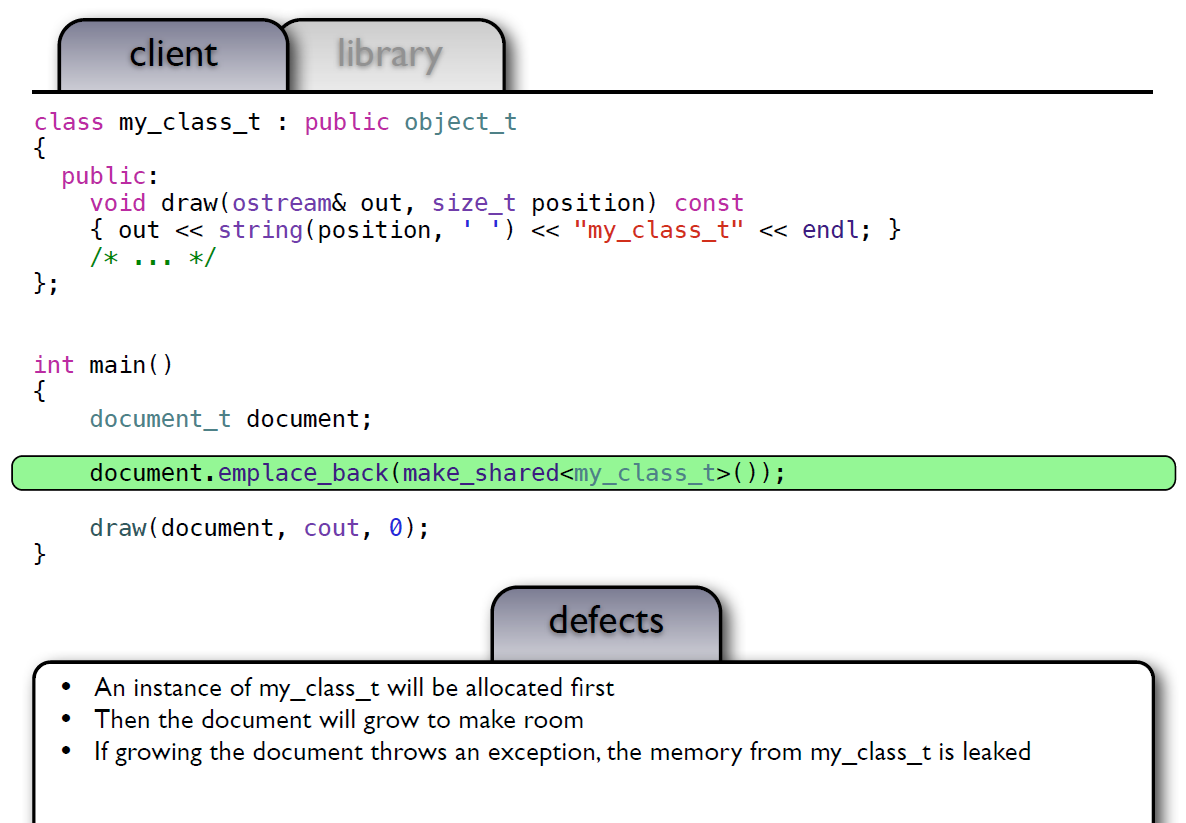 client library
class my_class_t : public object_t
{
  public:
    void draw(ostream& out, size_t position) const
    { out << string(position, ' ') << "my_class_t" << endl; }
    /* ... */
};
int main()
{
    document_t document;
    document.emplace_back(make_shared<my_class_t>());
    draw(document, cout, 0);
}
defects
• An instance of my_class_t will be allocated first
• Then the document will grow to make room
• If growing the document throws an exception, the memory from my_class_t is leaked